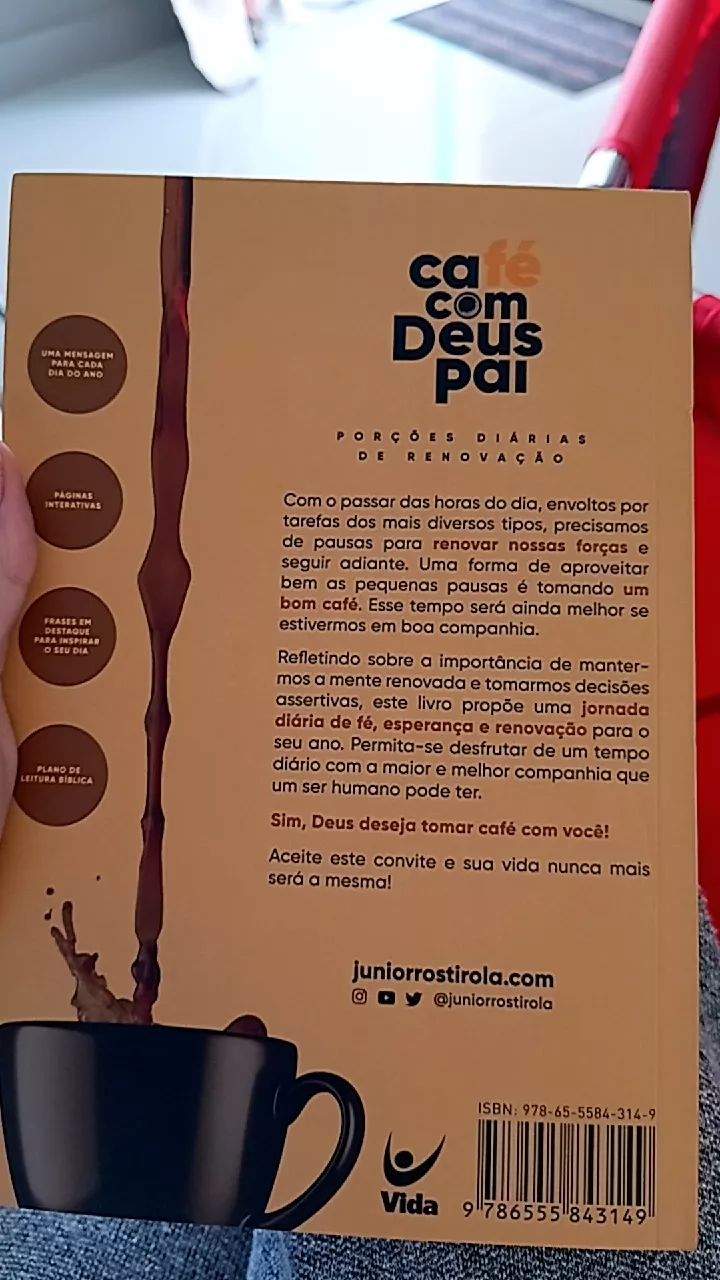 café
com
Deus
pai
PORÇÕES DIÁRIAS
DE RENOVAÇÃO
UMA MENSAGEM
PARA CADA
DIA DO ANO
PÁGINAS
INTERATIVAS
FRASES EM
DESTAQUE
PARA INSPIRAR
O SEU DIA
PLANO DE
LEITURA BÍBLICA
Com o passar das horas do dia, envoltos por
tarefas dos mais diversos tipos, precisamos
de pausas para renovar nossas forças e
seguir adiante. Uma forma de aproveitar
bem as pequenas pausas é tomando um
bom café. Esse tempo será ainda melhor se
estivermos em boa companhia.
Refletindo sobre a importância de manter-
mos a mente renovada e tomarmos decisões
assertivas, este livro propõe uma jornada
diária de fé, esperança e renovação para o
seu ano. Permita-se desfrutar de um tempo
diário com a maior e melhor companhia que
um ser humano pode ter.
Sim, Deus deseja tomar café com você!
Aceite este convite e sua vida nunca mais
será a mesma!
juniorrostirola.com
@juniorrostirola
ISBN: 978-65-5584-314-9
Vida
9 786555 843149